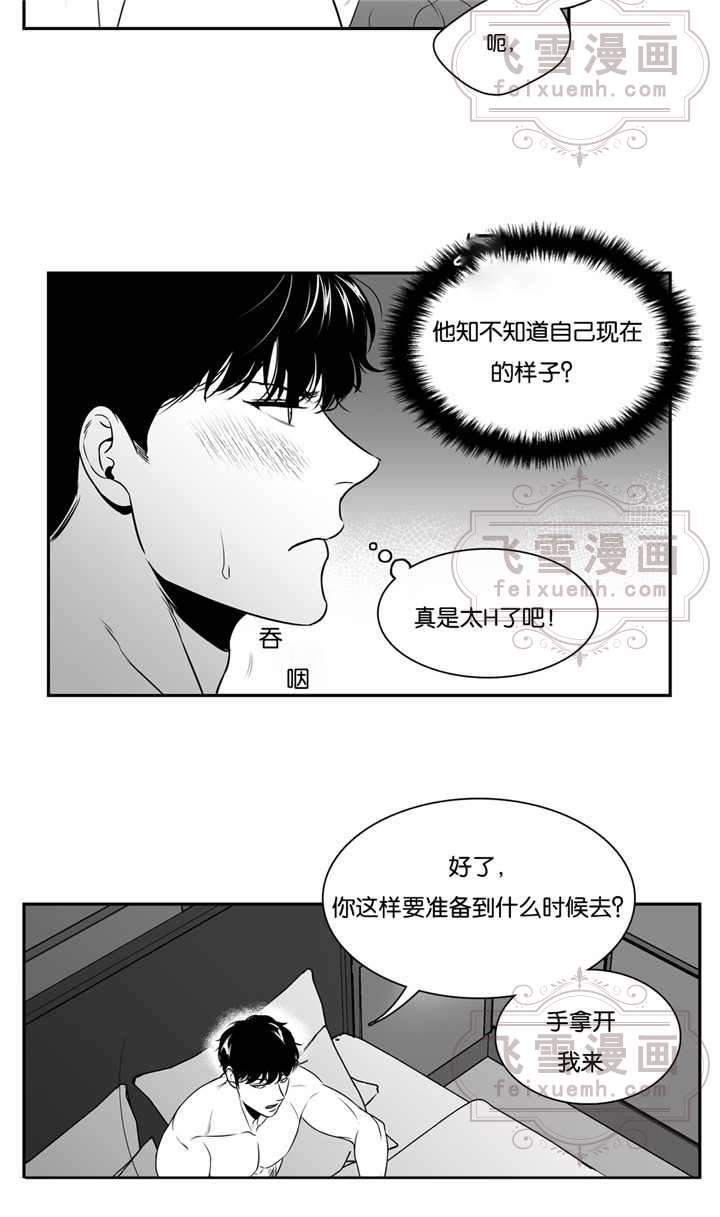 呃，
飞雪漫画
feixuemh.com
他知不知道自己现在
的样子？
飞雪漫画
feixuemh.com
真是太H了吧！
吞
咽
好了，
你这样要准备到什么时候去？
手拿开
我来
飞雪漫画
feixuemh.com